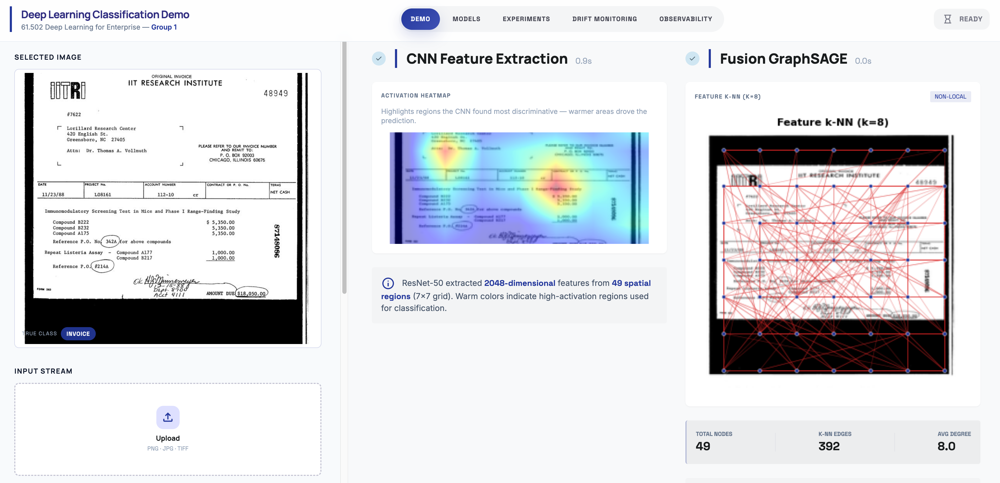 Deep Learning Classification Demo
61.502 Deep Learning for Enterprise — Group 1
DEMO
MODELS
EXPERIMENTS
DRIFT MONITORING
OBSERVABILITY
READY
SELECTED IMAGE
IITRI
ORIGINAL INVOICE
IIT RESEARCH INSTITUTE
48949
#7622
Lorillard Research Center
420 English St.
Greensboro, NC 27405
Attn: Dr. Thomas A. Vollmuth
PLEASE REFER TO OUR INVOICE NUMBER
AND REMIT TO:
P. O. BOX 92003
CHICAGO, ILLINOIS 60675
DATE PROJECT No. ACCOUNT NUMBER CONTRACT OR P. O. No. TERMS
11/23/88 L08161 112-10 cr NET CASH
Immunomodulatory Screening Test in Mice and Phase I Range-Finding Study
Compound B222 $ 5,350.00
Compound B232 5,350.00
Compound A175 5,350.00
Reference P.O. No. 342A for above compounds
Repeat Listeria Assay - Compound A177 1,000.00
Compound B217 1,000.00
Reference P.O. #214A
87148086
OK H.J. Minnemeyer
12-15-88
Dept. 8700
Acct 4111
FORM 583
AMOUNT DUE $18,050.00
TRUE CLASS
INVOICE
INPUT STREAM
Upload
PNG · JPG · TIFF
CNN Feature Extraction 0.9s
ACTIVATION HEATMAP
Highlights regions the CNN found most discriminative — warmer areas drove the
prediction.
ResNet-50 extracted 2048-dimensional features from 49 spatial
regions (7×7 grid). Warm colors indicate high-activation regions used
for classification.
Fusion GraphSAGE 0.0s
FEATURE K-NN (K=8)
NON-LOCAL
Feature k-NN (k=8)
IIT RESEARCH INSTITUTE
48949
TOTAL NODES
49
K-NN EDGES
392
AVG DEGREE
8.0